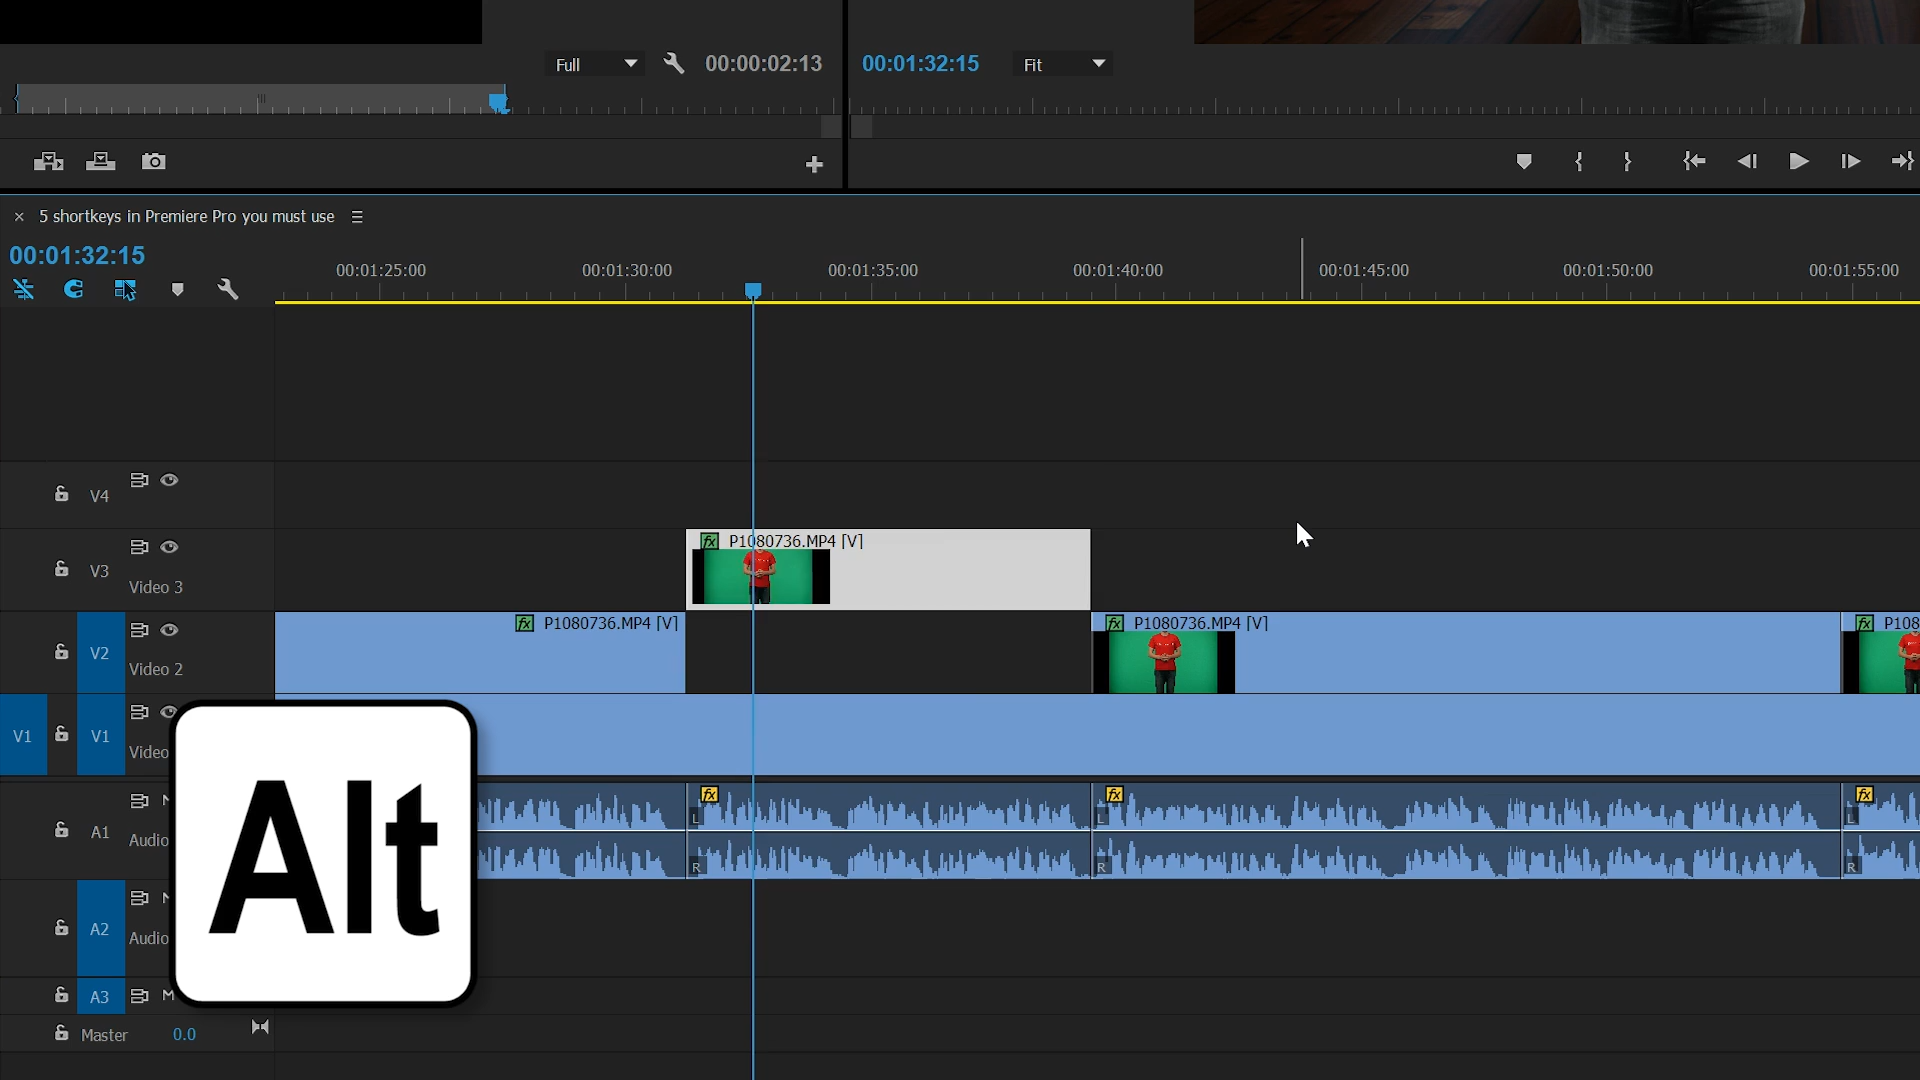 Full
00:00:02:13
00:01:32:15
Fit
5 shortkeys in Premiere Pro you must use
00:01:32:15
00:01:25:00
00:01:30:00
00:01:35:00
00:01:40:00
00:01:45:00
00:01:50:00
00:01:55:00
V4
V3
Video 3
fx P1080736.MP4 [V]
V2
Video 2
fx P1080736.MP4 [V]
fx P1080736.MP4 [V]
fx P108
V1
V1
Video
A1
Audio
fx
fx
fx
L
L
L
R
R
R
A2
Audio
A3
M
Master
0.0
Alt